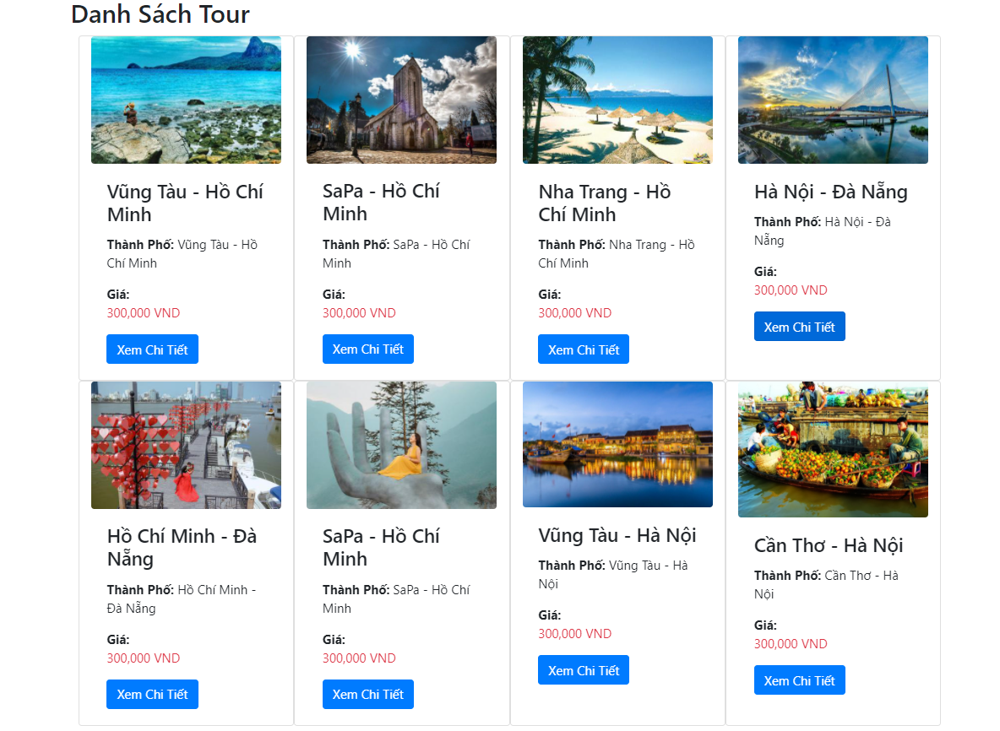 Danh Sách Tour
Vũng Tàu - Hồ Chí
Minh
Thành Phố: Vũng Tàu - Hồ
Chí Minh
Giá:
300,000 VND
Xem Chi Tiết
SaPa - Hồ Chí
Minh
Thành Phố: SaPa - Hồ Chí
Minh
Giá:
300,000 VND
Xem Chi Tiết
Nha Trang - Hồ
Chí Minh
Thành Phố: Nha Trang - Hồ
Chí Minh
Giá:
300,000 VND
Xem Chi Tiết
Hà Nội - Đà Nẵng
Thành Phố: Hà Nội - Đà
Nẵng
Giá:
300,000 VND
Xem Chi Tiết
Hồ Chí Minh - Đà
Nẵng
Thành Phố: Hồ Chí Minh -
Đà Nẵng
Giá:
300,000 VND
Xem Chi Tiết
SaPa - Hồ Chí
Minh
Thành Phố: SaPa - Hồ Chí
Minh
Giá:
300,000 VND
Xem Chi Tiết
Vũng Tàu - Hà Nội
Thành Phố: Vũng Tàu - Hà
Nội
Giá:
300,000 VND
Xem Chi Tiết
Cần Thơ - Hà Nội
Thành Phố: Cần Thơ - Hà
Nội
Giá:
300,000 VND
Xem Chi Tiết